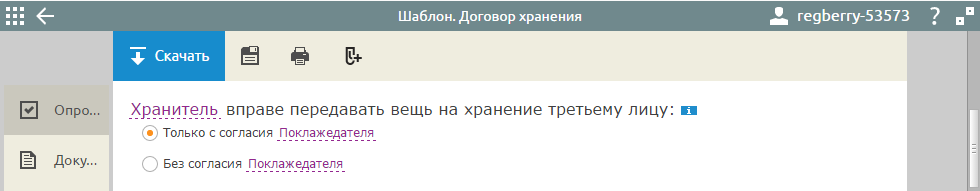 Шаблон. Договор хранения
regberry-53573 ?
Скачать
Опро...
Доку...
Хранитель вправе передавать вещь на хранение третьему лицу: i
Только с согласия Поклажедателя
Без согласия Поклажедателя